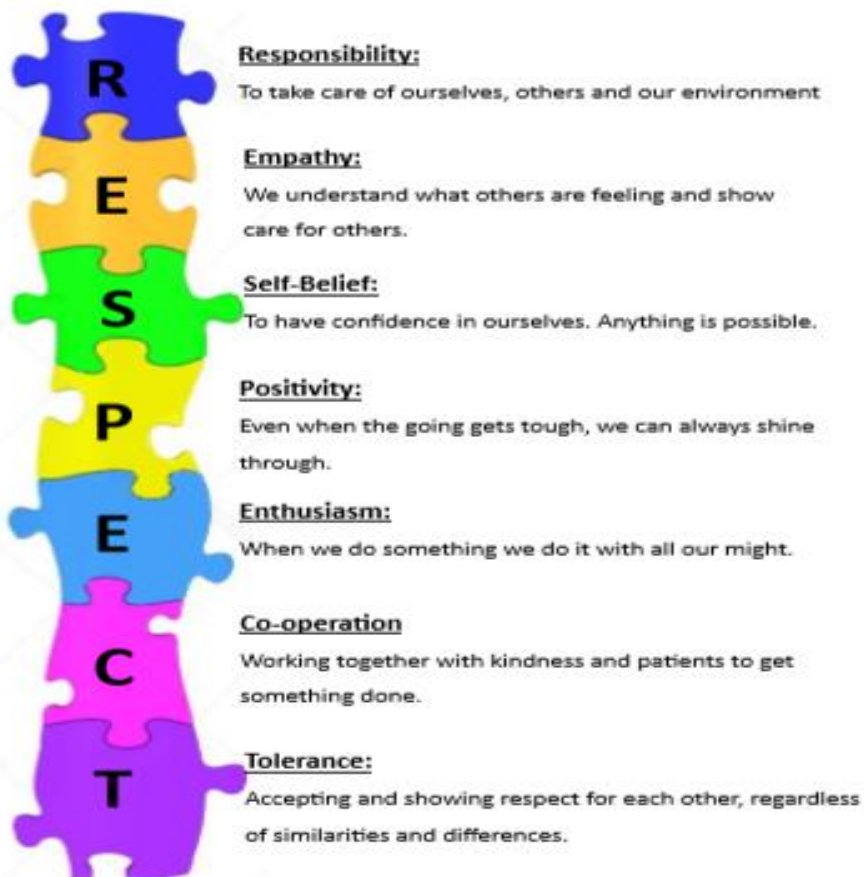 R
Responsibility:
To take care of ourselves, others and our environment
E
Empathy:
We understand what others are feeling and show
care for others.
S
Self-Belief:
To have confidence in ourselves. Anything is possible.
P
Positivity:
Even when the going gets tough, we can always shine
through.
E
Enthusiasm:
When we do something we do it with all our might.
C
Co-operation
Working together with kindness and patients to get
something done.
T
Tolerance:
Accepting and showing respect for each other, regardless
of similarities and differences.